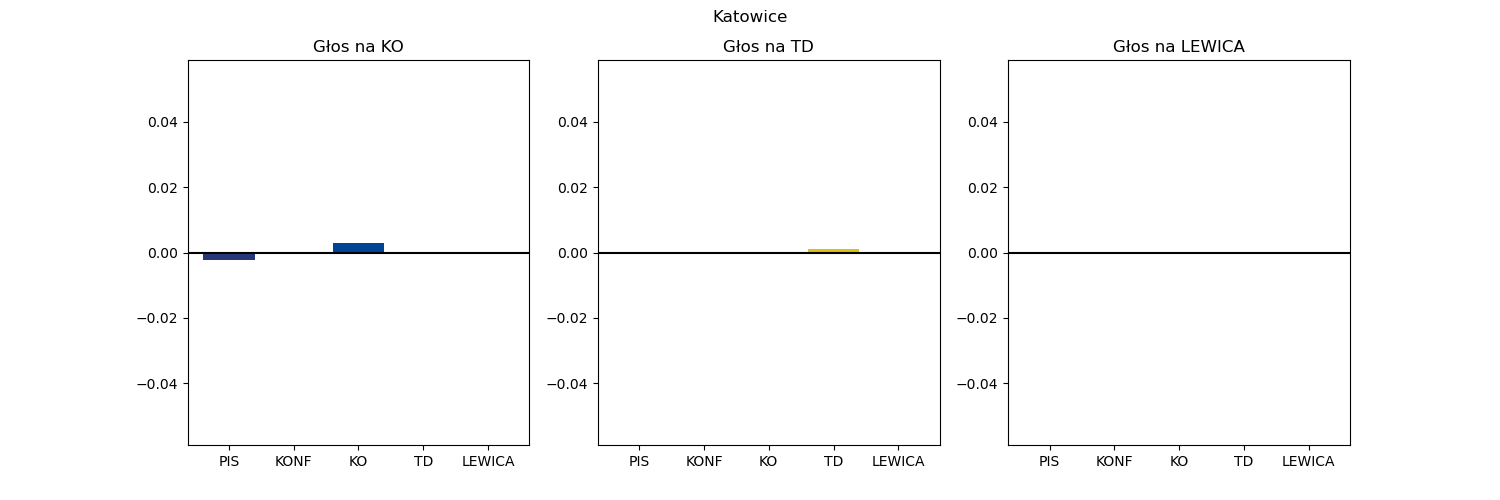 Katowice
Głos na KO
Głos na TD
Głos na LEWICA
0.04
0.02
0.00
−0.02
−0.04
PIS KONF KO TD LEWICA
0.04
0.02
0.00
−0.02
−0.04
PIS KONF KO TD LEWICA
0.04
0.02
0.00
−0.02
−0.04
PIS KONF KO TD LEWICA